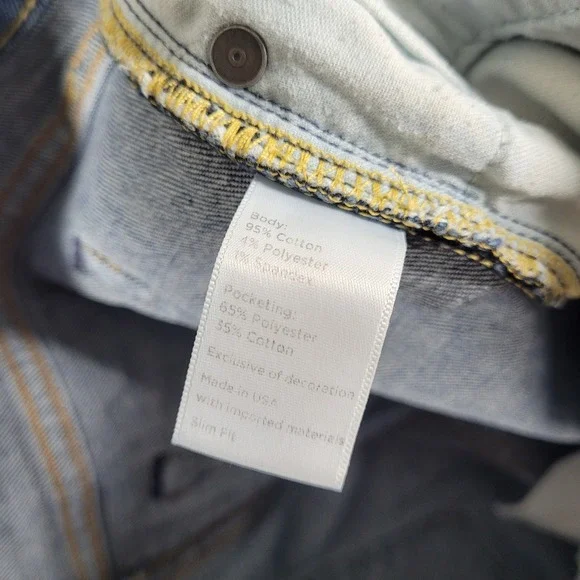 Body:
95% Cotton
4% Polyester
1% Spandex
Pocketing:
65% Polyester
35% Cotton
Exclusive of decoration
Made in USA
with imported materials
Slim Fit